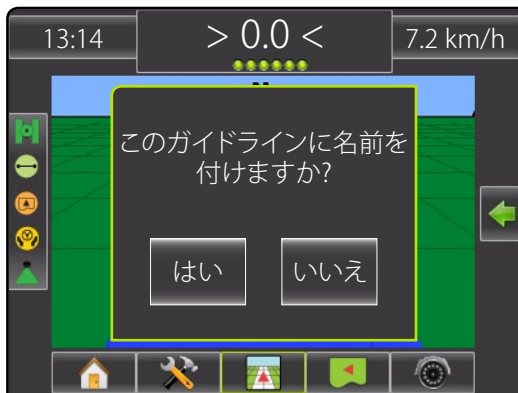 13:14
> 0.0 <
7.2 km/h
このガイドラインに名前を
付けますか?
はい
いいえ